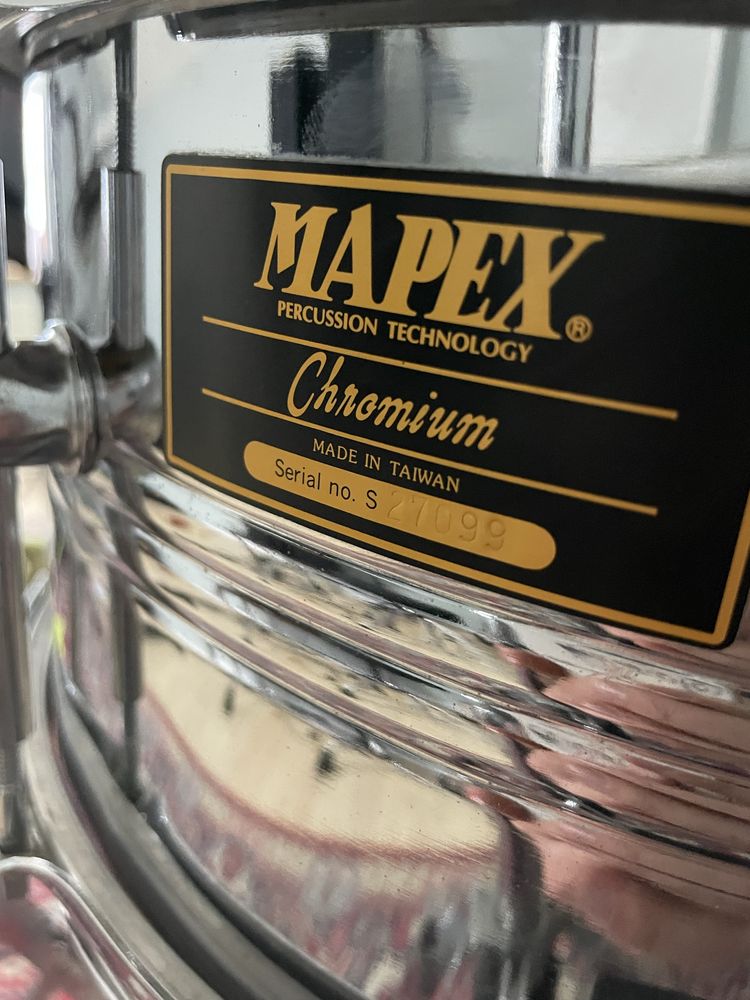 MAPEX®
PERCUSSION TECHNOLOGY
Chromium
MADE IN TAIWAN
Serial no. S 27099